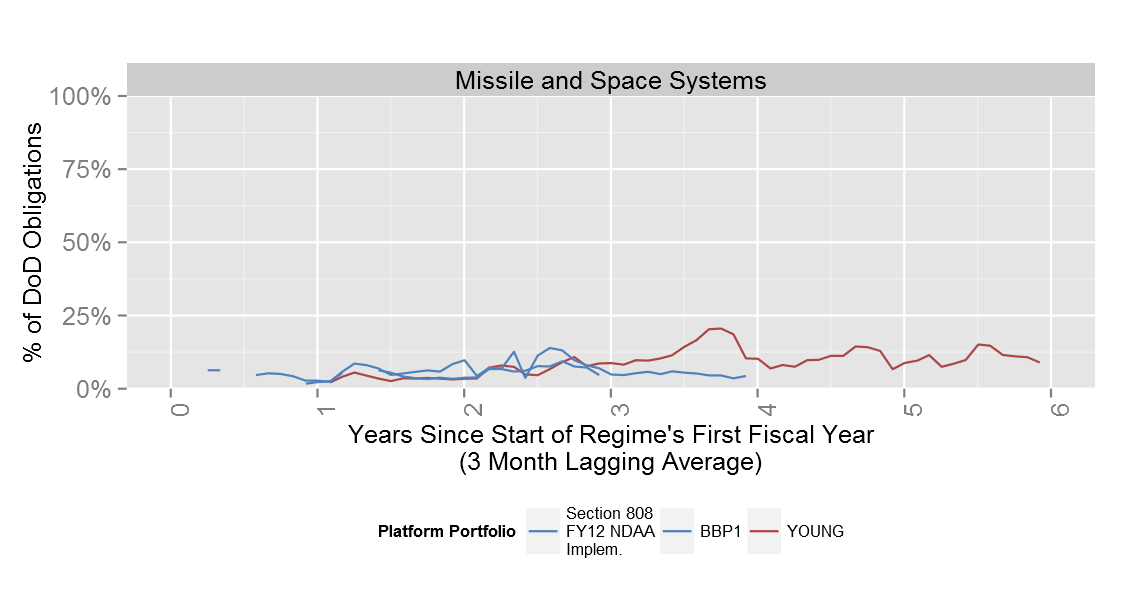 Missile and Space Systems
100%
75%
50%
25%
0%
% of DoD Obligations
0
1
2
3
4
5
6
Years Since Start of Regime's First Fiscal Year
(3 Month Lagging Average)
Platform Portfolio
Section 808
FY12 NDAA
Implem.
BBP1
YOUNG